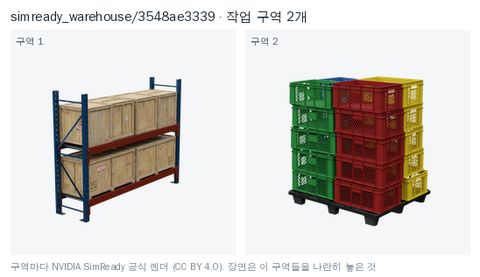 simready_warehouse/3548ae3339 · 작업 구역 2개
구역 1
구역 2
구역마다 NVIDIA SimReady 공식 렌더 (CC BY 4.0). 장면은 이 구역들을 나란히 놓은 것